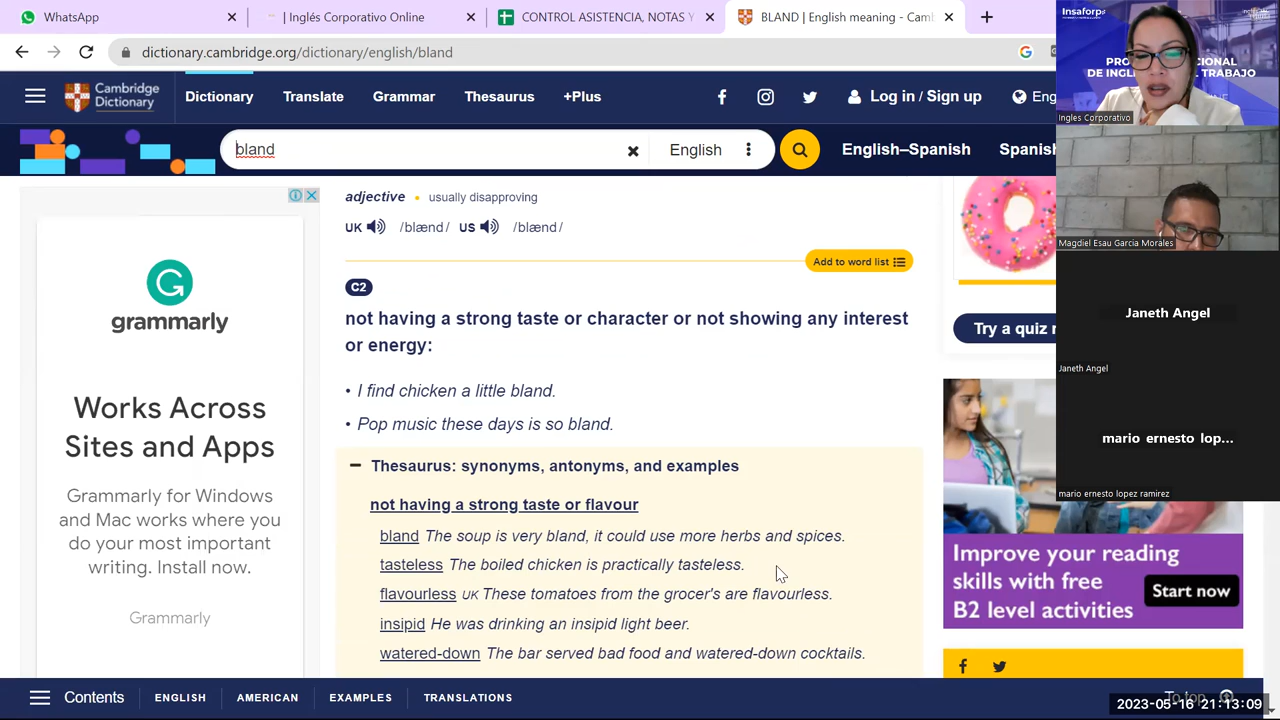 WhatsApp
| Inglés Corporativo Online
CONT
ASISTENCIA NOTAS Y
BLAND | English meaning - Cam
dictionary.cambridge.org/dictionary/english/bland
Cambridge
Dictionary
Dictionary
Translate
Grammar
Thesaurus
+Plus
Log in / Sign up
Eng
bland
English
English–Spanish
Spanis
adjective • usually disapproving
UK /blænd/ US /blænd/
Add to word list
C2
not having a strong taste or character or not showing any interest
or energy:
• I find chicken a little bland.
• Pop music these days is so bland.
Thesaurus: synonyms, antonyms, and examples
not having a strong taste or flavour
bland The soup is very bland, it could use more herbs and spices.
tasteless The boiled chicken is practically tasteless.
flavourless UK These tomatoes from the grocer's are flavourless.
insipid He was drinking an insipid light beer.
watered-down The bar served bad food and watered-down cocktails.
grammarly
Works Across
Sites and Apps
Grammarly for Windows
and Mac works where you
do your most important
writing. Install now.
Grammarly
Try a quiz
Improve your reading
skills with free
B2 level activities
Start now
Contents
ENGLISH
AMERICAN
EXAMPLES
TRANSLATIONS
To top
Insaforp
DE INGL
TRABAJO
Ingles Corporativo
Magdiel Esau Garcia Morales
Janeth Angel
Janeth Angel
mario ernesto lop...
mario ernesto lopez ramirez
2023-05-16 21:13:09